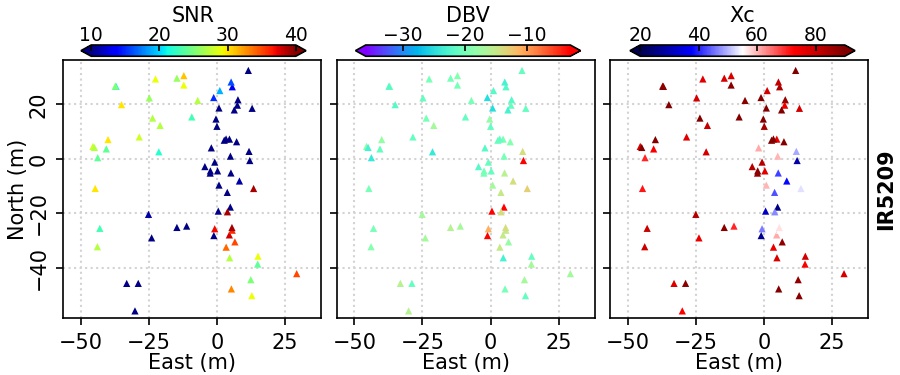 SNR DBV Xc
10 20 30 40 −30 −20 −10 20 40 60 80
20
0
−20
−40
North (m)
IR5209
−50 −25 0 25 −50 −25 0 25 −50 −25 0 25
East (m) East (m) East (m)